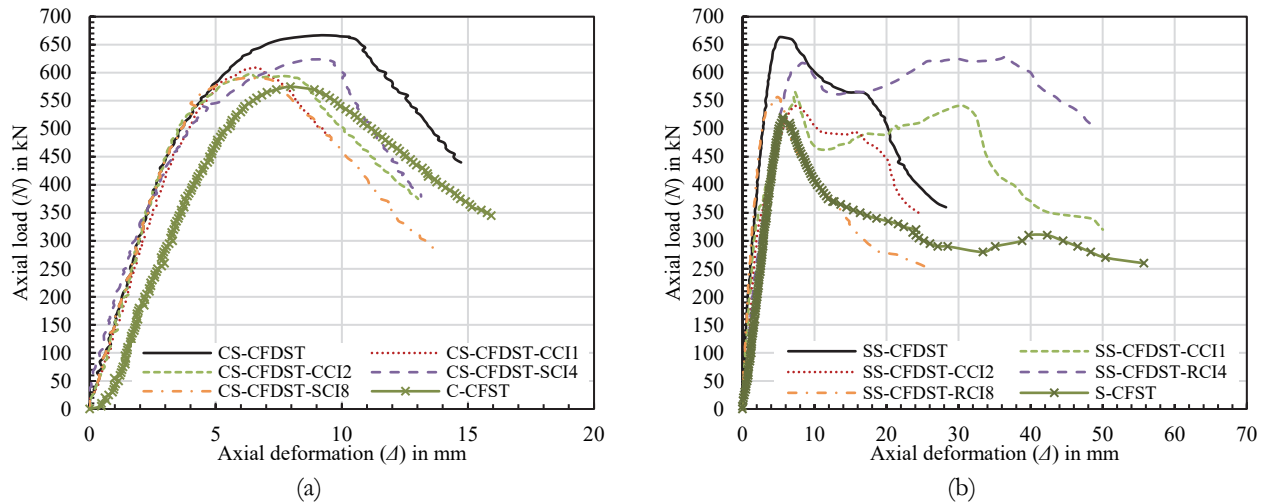 700
650
600
550
500
450
400
350
300
250
200
150
100
50
0
Axial load (N) in kN
CS-CFDST
CS-CFDST-CCI1
CS-CFDST-CCI2
CS-CFDST-SCI4
CS-CFDST-SCI8
C-CFST
0 5 10 15 20
Axial deformation (Δ) in mm
(a)
700
650
600
550
500
450
400
350
300
250
200
150
100
50
0
Axial load (N) in kN
SS-CFDST
SS-CFDST-CCI1
SS-CFDST-CCI2
SS-CFDST-RCI4
SS-CFDST-RCI8
S-CFST
0 10 20 30 40 50 60 70
Axial deformation (Δ) in mm
(b)